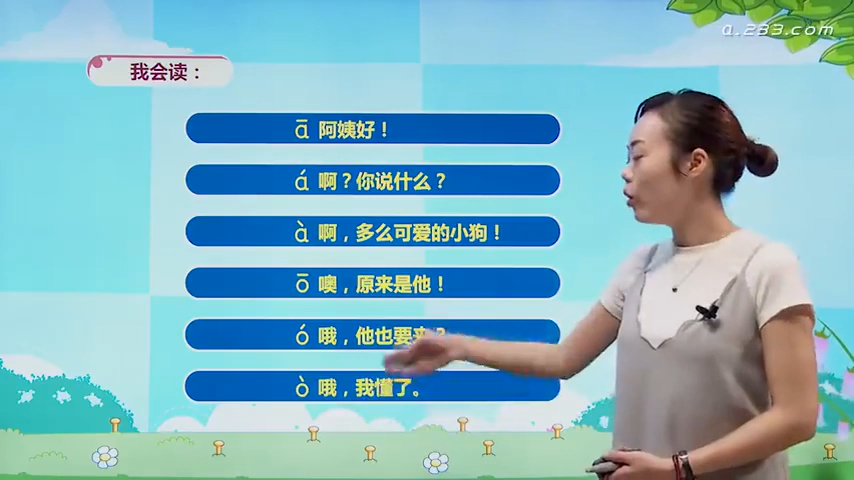 a.233.com
我会读：
ā 阿姨好！
á 啊？你说什么？
à 啊，多么可爱的小狗！
ō 噢，原来是他！
ó 哦，他也要来？
ò 哦，我懂了。